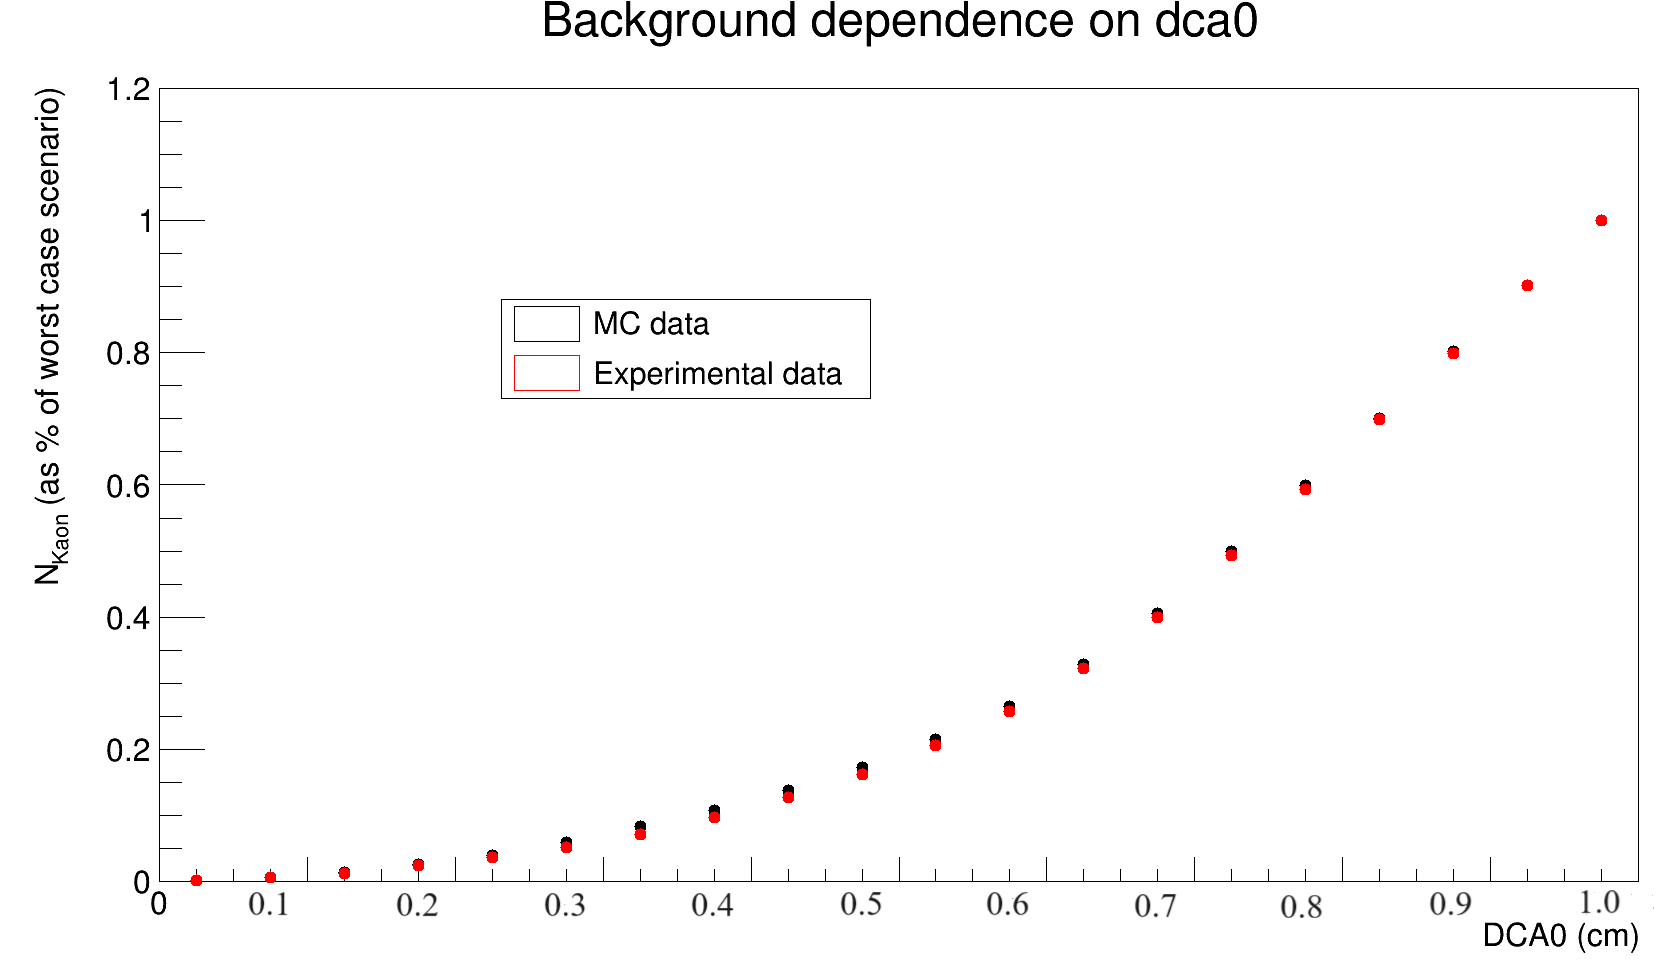 Background dependence on dca0
N_Kaon (as % of worst case scenario)
1.2
1
0.8
0.6
0.4
0.2
0
MC data
Experimental data
0 0.1 0.2 0.3 0.4 0.5 0.6 0.7 0.8 0.9 1.0
DCA0 (cm)